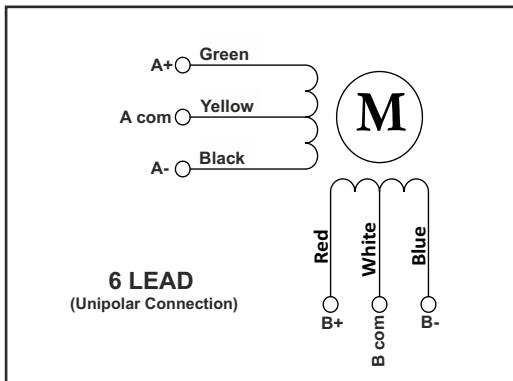 A+ Green
A com Yellow
A- Black
M
Red
White
Blue
B+
B com
B-
6 LEAD
(Unipolar Connection)